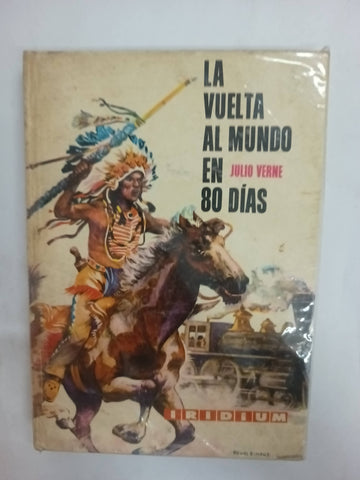 LA
VUELTA
AL MUNDO
EN JULIO VERNE
80 DÍAS
IRIDIUM